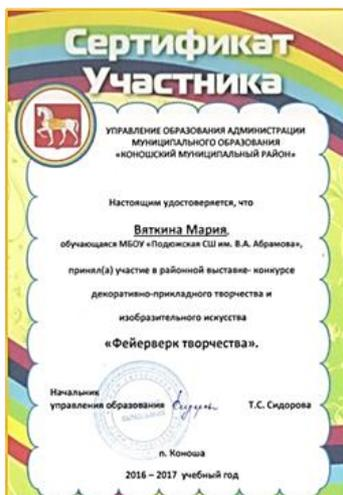 Сертификат
Участника
УПРАВЛЕНИЕ ОБРАЗОВАНИЯ АДМИНИСТРАЦИИ
МУНИЦИПАЛЬНОГО ОБРАЗОВАНИЯ
«КОНОШСКИЙ МУНИЦИПАЛЬНЫЙ РАЙОН»
Настоящим удостоверяется, что
Вяткина Мария,
обучающаяся МБОУ «Подюжская СШ им. В.А. Абрамова»,
принял(а) участие в районной выставке- конкурсе
декоративно-прикладного творчества и
изобразительного искусства
«Фейерверк творчества».
Начальник
управления образования
Т.С. Сидорова
п. Коноша
2016 – 2017 учебный год